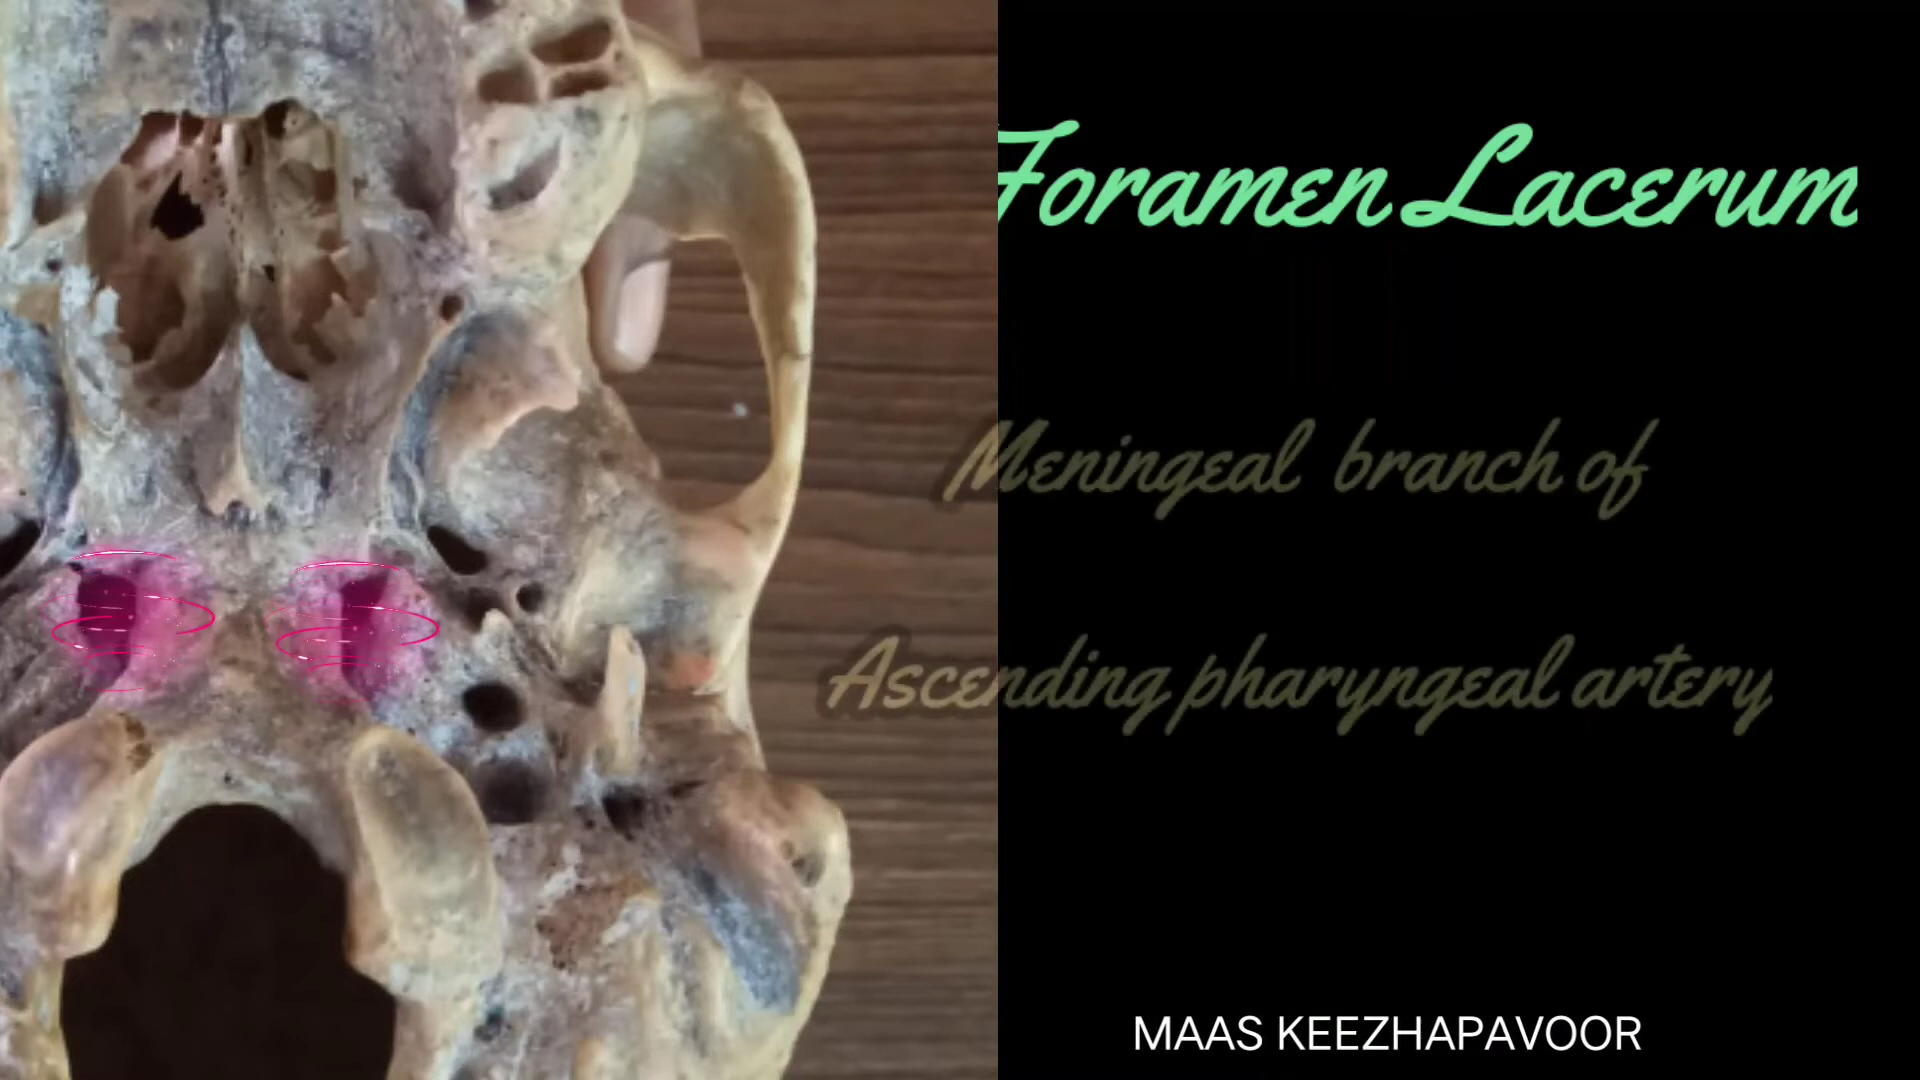 Foramen Lacerum
Meningeal branch of
Ascending pharyngeal artery
MAAS KEEZHAPAVOOR